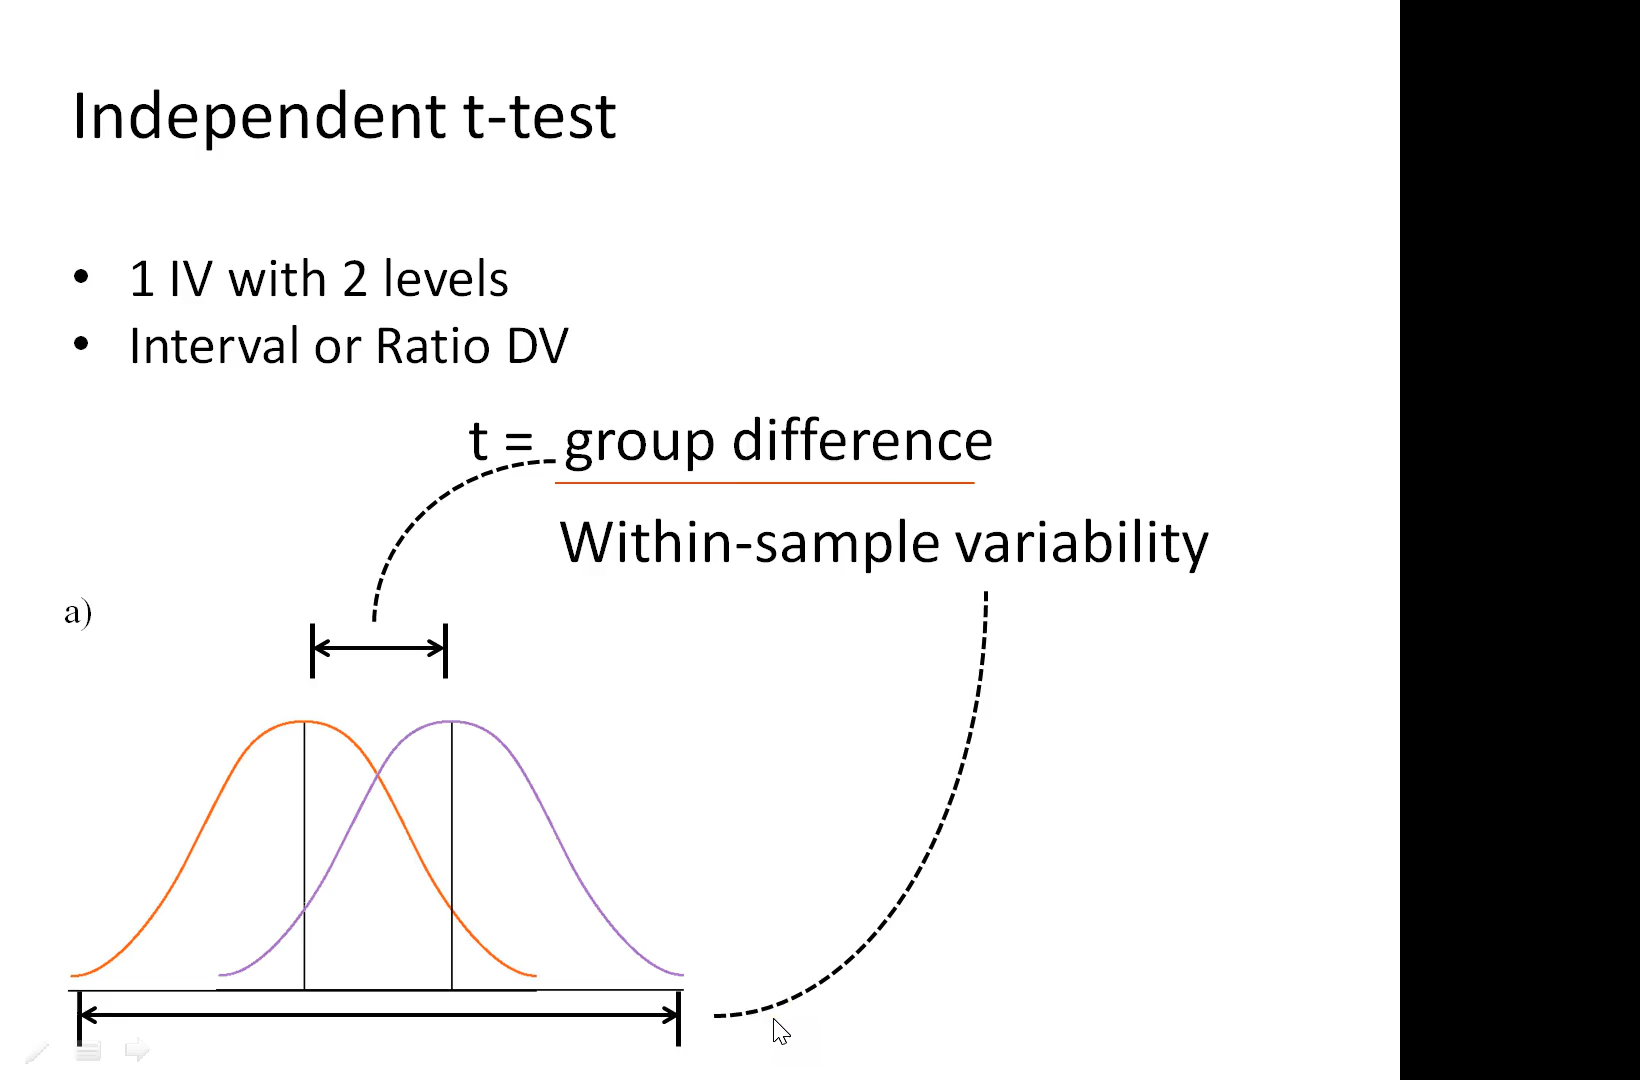 Independent t-test
• 1 IV with 2 levels
• Interval or Ratio DV
t = group difference
Within-sample variability
a)